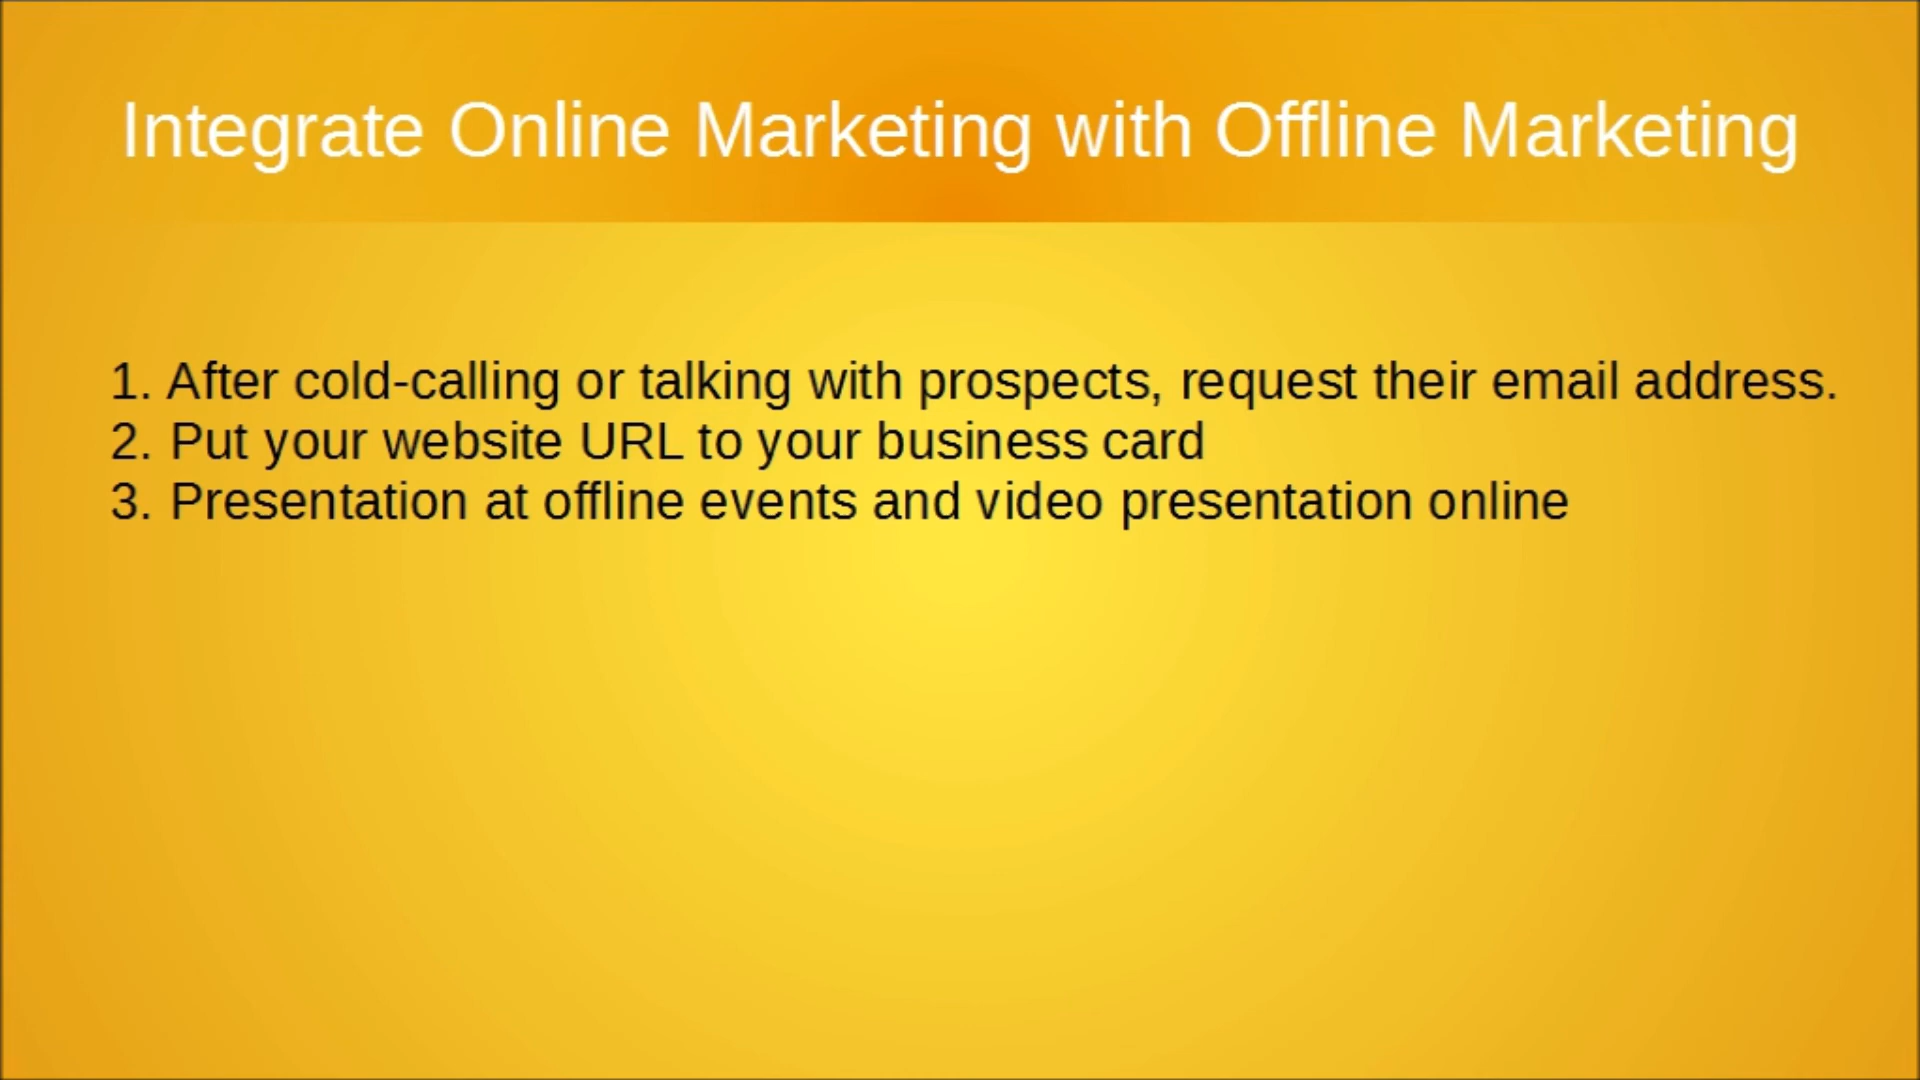 Integrate Online Marketing with Offline Marketing
1. After cold-calling or talking with prospects, request their email address.
2. Put your website URL to your business card
3. Presentation at offline events and video presentation online